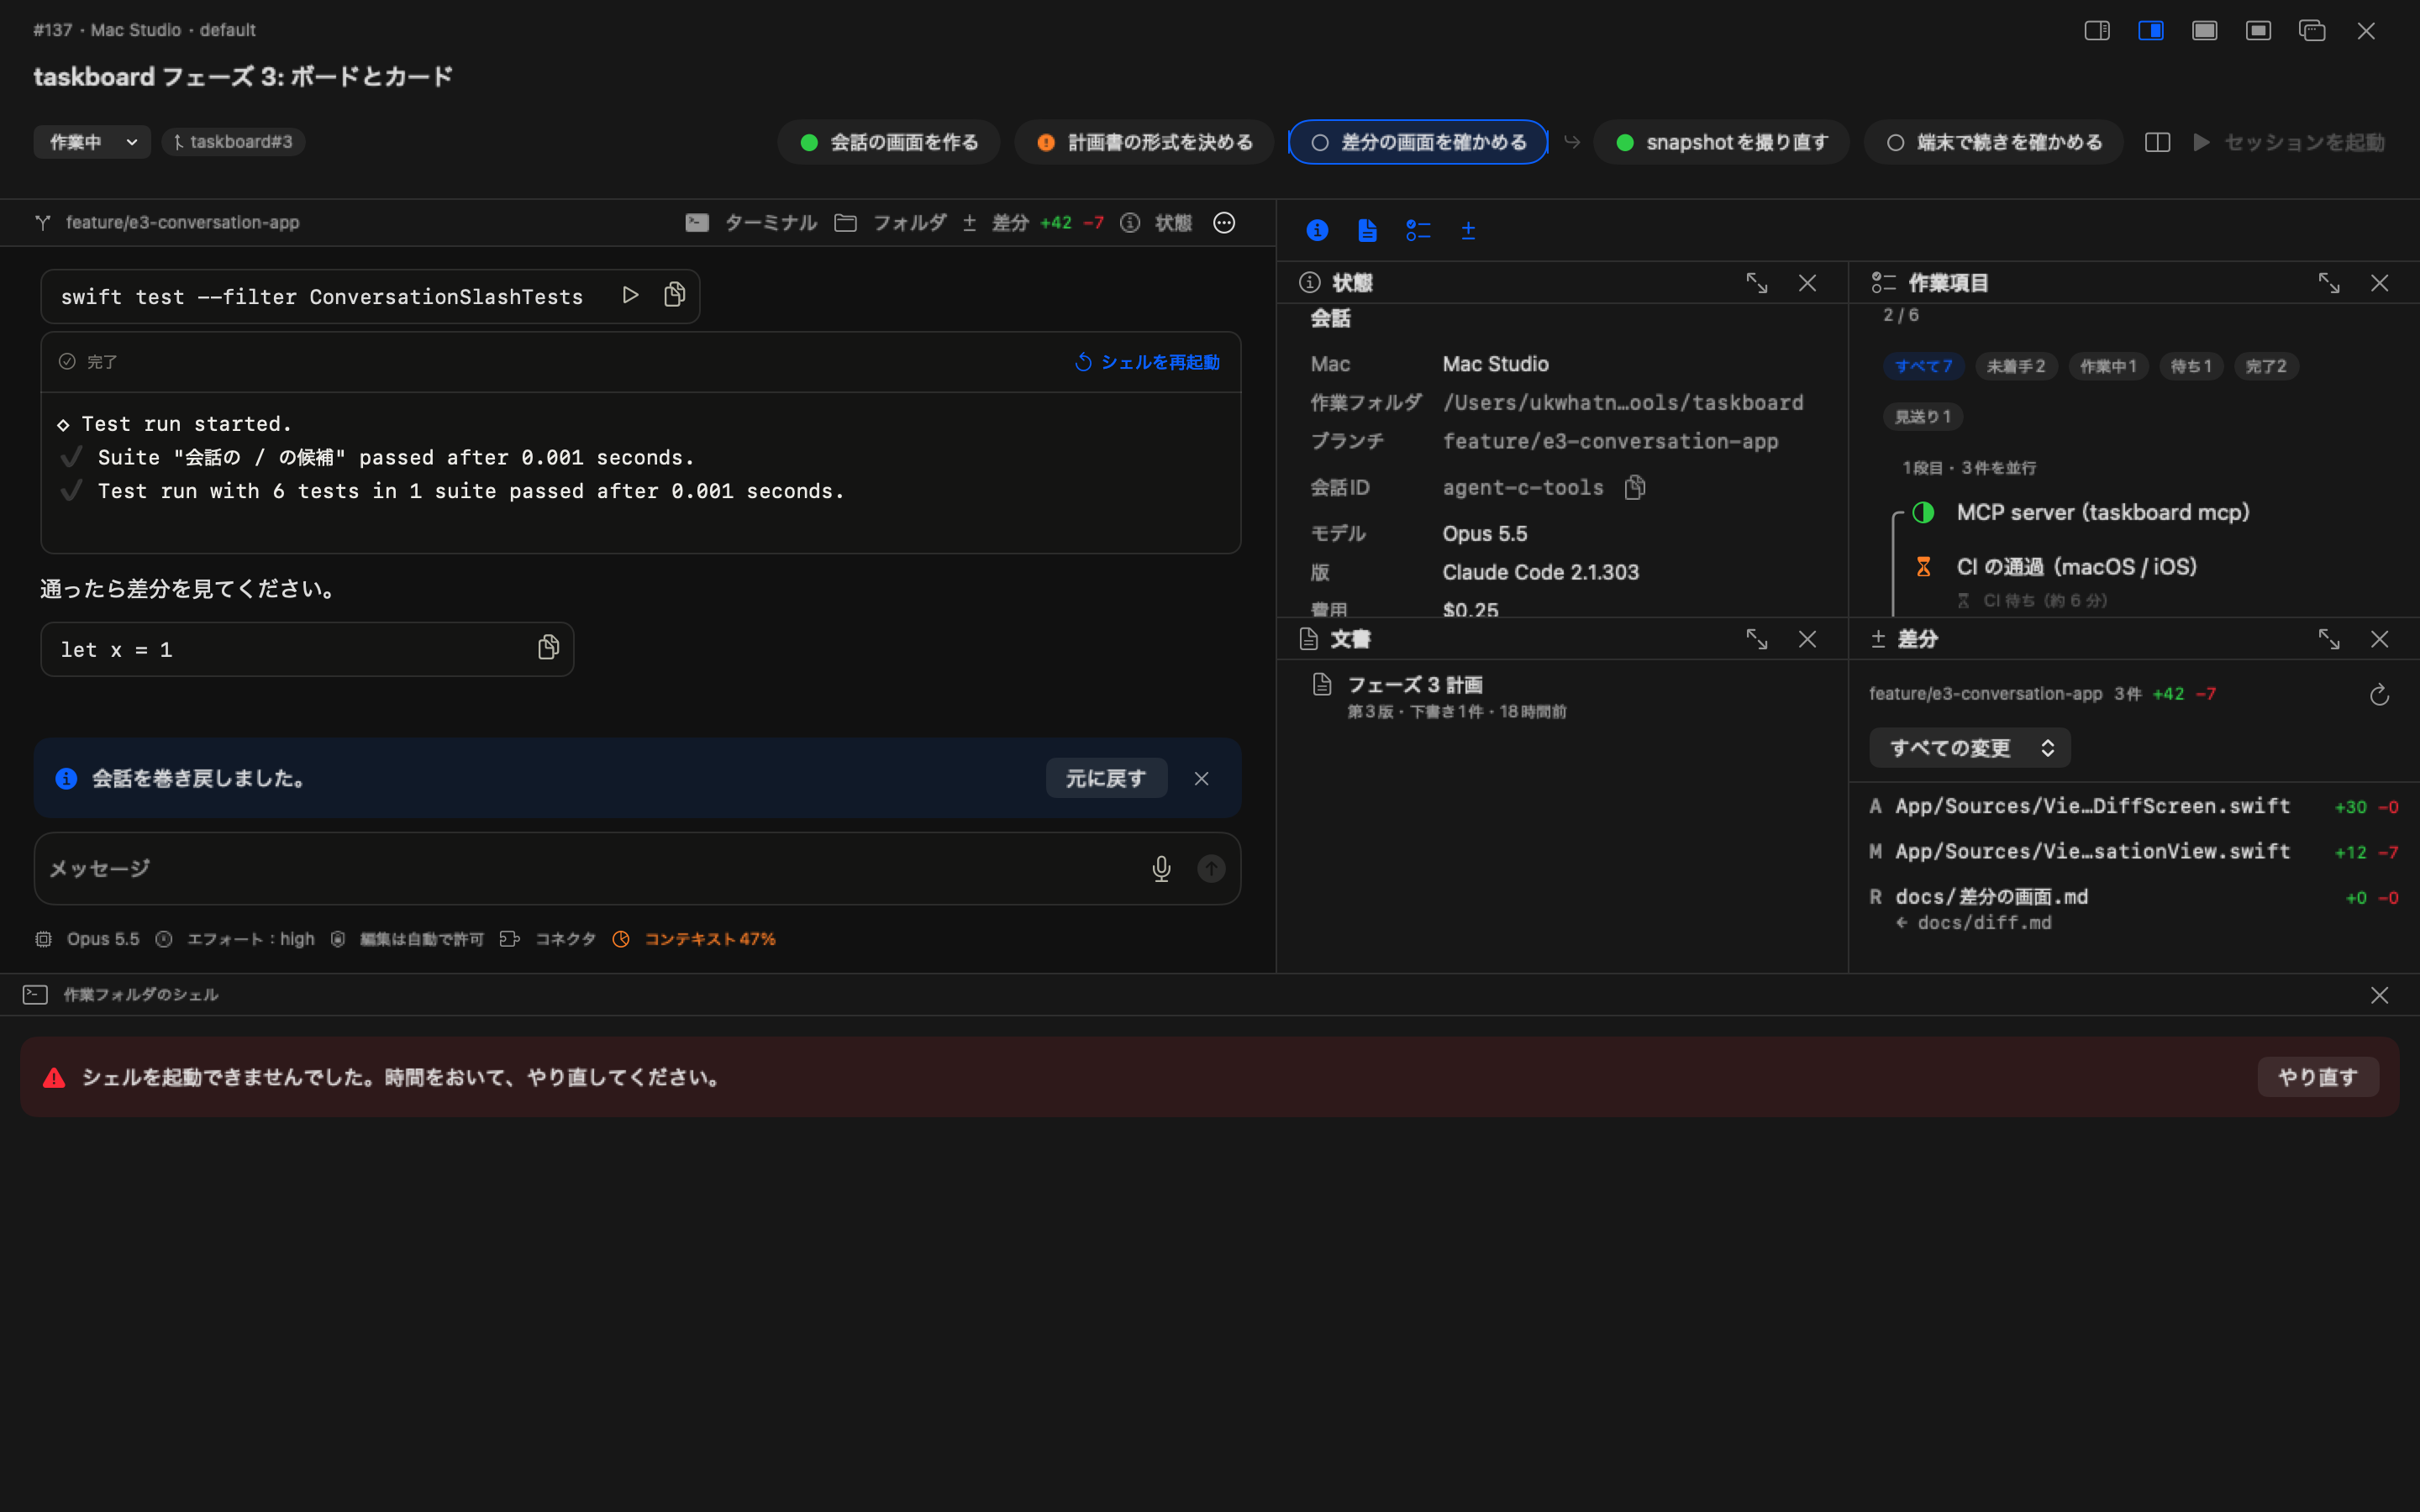 #137・Mac Studio・default
taskboard フェーズ 3: ボードとカード
作業中
taskboard#3
会話の画面を作る
計画書の形式を決める
差分の画面を確かめる
snapshotを撮り直す
端末で続きを確かめる
セッションを起動
feature/e3-conversation-app
ターミナル
フォルダ
差分 +42 −7
状態
swift test --filter ConversationSlashTests
完了
シェルを再起動
◇ Test run started.
✔ Suite "会話の / の候補" passed after 0.001 seconds.
✔ Test run with 6 tests in 1 suite passed after 0.001 seconds.
通ったら差分を見てください。
let x = 1
会話を巻き戻しました。
元に戻す
メッセージ
Opus 5.5
エフォート：high
編集は自動で許可
コネクタ
コンテキスト47%
状態
会話
Mac Mac Studio
作業フォルダ /Users/ukwhatn…ools/taskboard
ブランチ feature/e3-conversation-app
会話ID agent-c-tools
モデル Opus 5.5
版 Claude Code 2.1.303
費用 $0.25
作業項目
2 / 6
すべて7
未着手2
作業中1
待ち1
完了2
見送り1
1段目・3件を並行
MCP server (taskboard mcp)
CI の通過（macOS / iOS）
CI 待ち（約 6 分）
文書
フェーズ 3 計画
第3版・下書き1件・18時間前
± 差分
feature/e3-conversation-app 3件 +42 −7
すべての変更
A App/Sources/Vie…DiffScreen.swift +30 −0
M App/Sources/Vie…sationView.swift +12 −7
R docs/差分の画面.md +0 −0
← docs/diff.md
作業フォルダのシェル
シェルを起動できませんでした。時間をおいて、やり直してください。
やり直す